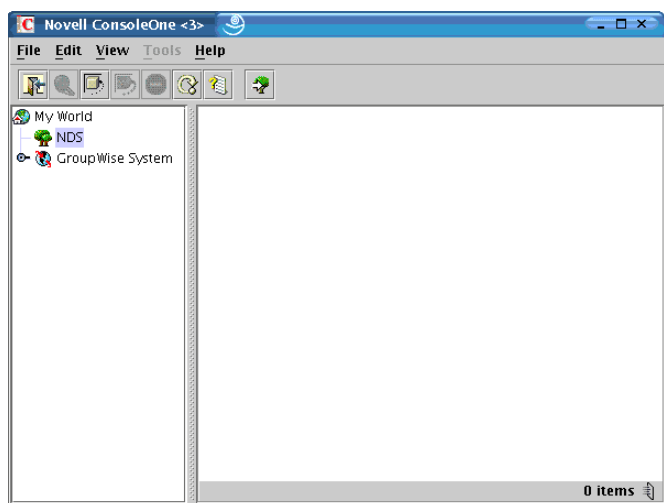 C Novell ConsoleOne <3>
File Edit View Tools Help
My World
NDS
GroupWise System
0 items